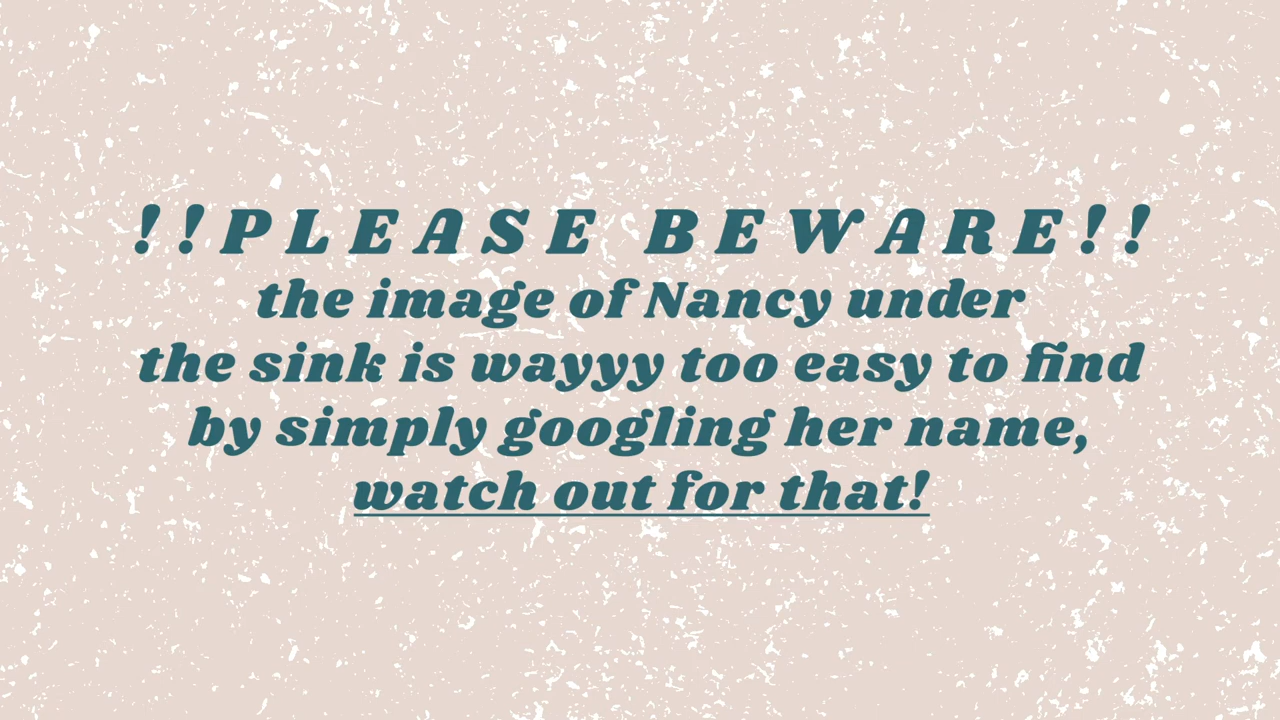 !!PLEASE BEWARE!!
the image of Nancy under
the sink is wayyy too easy to find
by simply googling her name,
watch out for that!